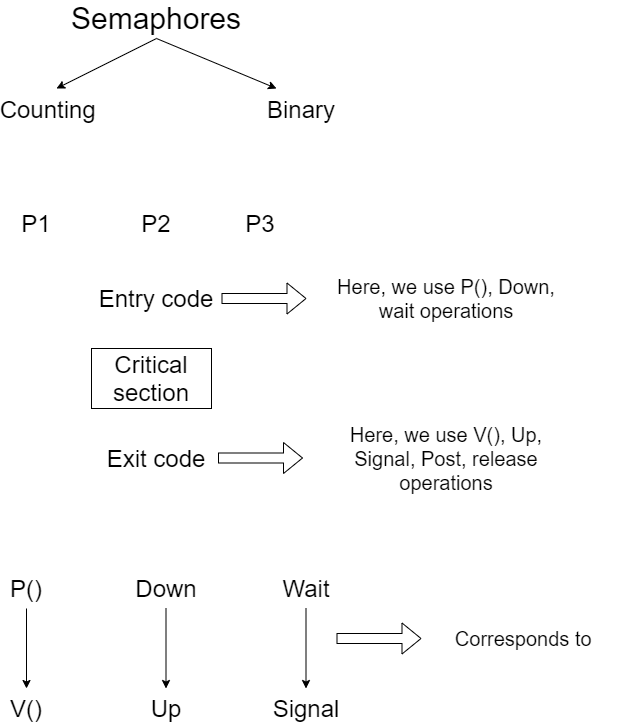 Semaphores
Counting
Binary
P1
P2
P3
Entry code
Here, we use P(), Down,
wait operations
Critical
section
Exit code
Here, we use V(), Up,
Signal, Post, release
operations
P()
Down
Wait
Corresponds to
V()
Up
Signal